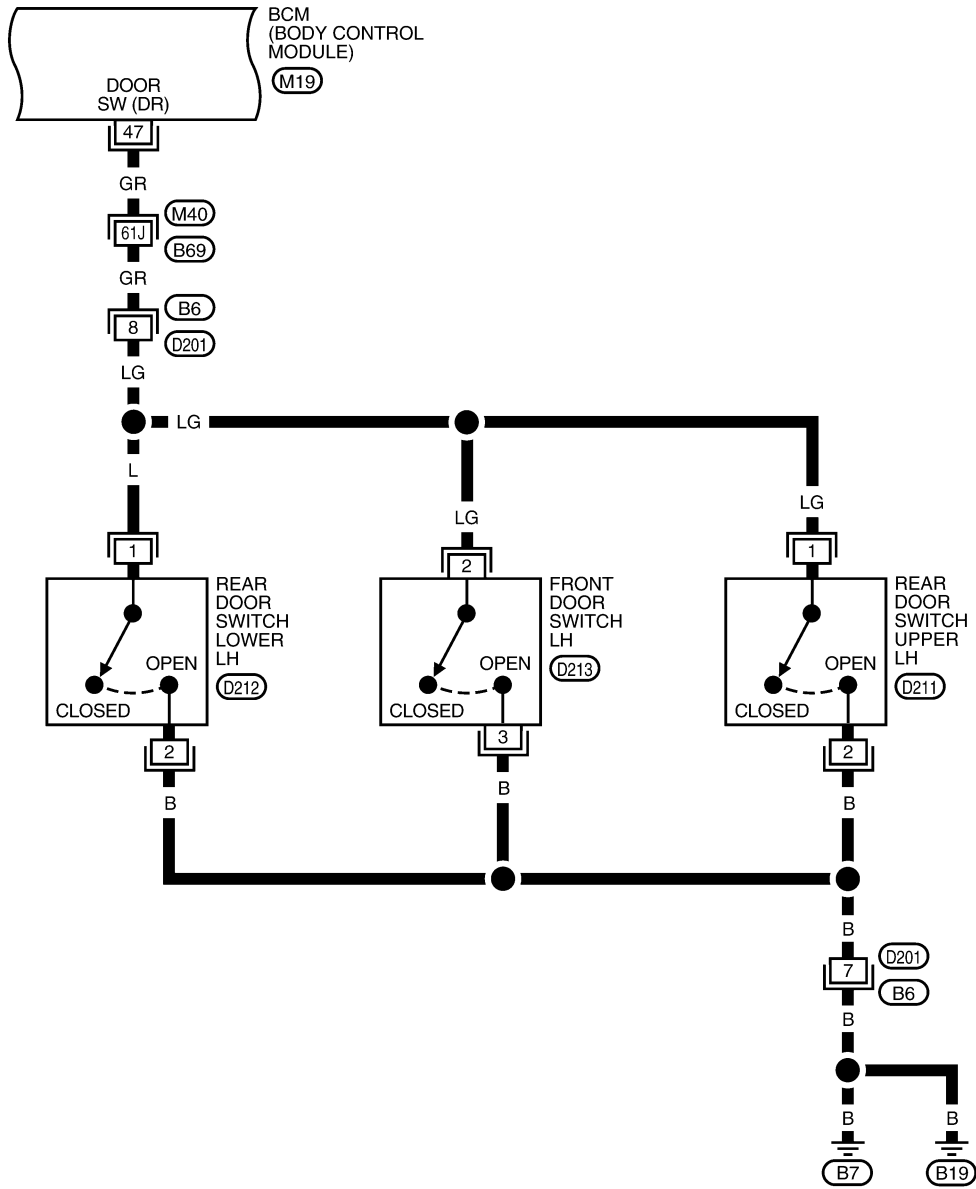 BCM
(BODY CONTROL
MODULE)
M19
DOOR
SW (DR)
47
GR
M40
61J
B69
GR
B6
8
D201
LG
LG
L
LG
LG
1
2
1
REAR
DOOR
SWITCH
LOWER
LH
D212
OPEN
CLOSED
FRONT
DOOR
SWITCH
LH
D213
OPEN
CLOSED
REAR
DOOR
SWITCH
UPPER
LH
D211
OPEN
CLOSED
2
3
2
B
B
B
B
D201
7
B6
B
B
B
B7
B19